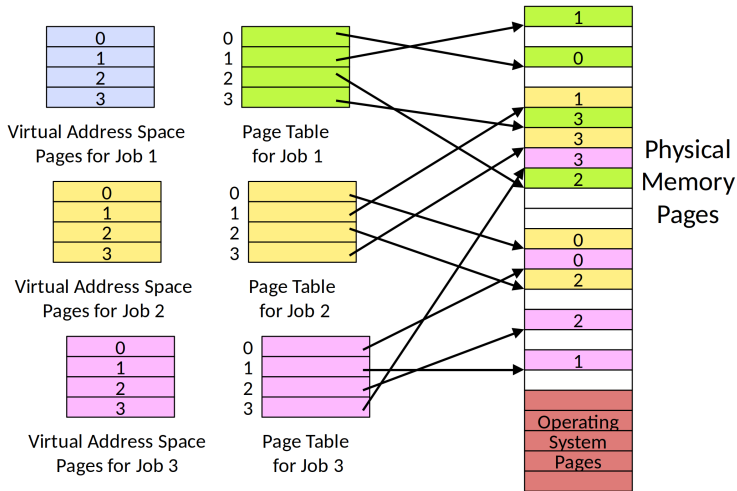 0
1
2
3
Virtual Address Space
Pages for Job 1
0
1
2
3
Page Table
for Job 1
0
1
2
3
Virtual Address Space
Pages for Job 2
0
1
2
3
Page Table
for Job 2
0
1
2
3
Virtual Address Space
Pages for Job 3
0
1
2
3
Page Table
for Job 3
1
0
1
3
3
3
2
0
0
2
2
1
Operating
System
Pages
Physical
Memory
Pages